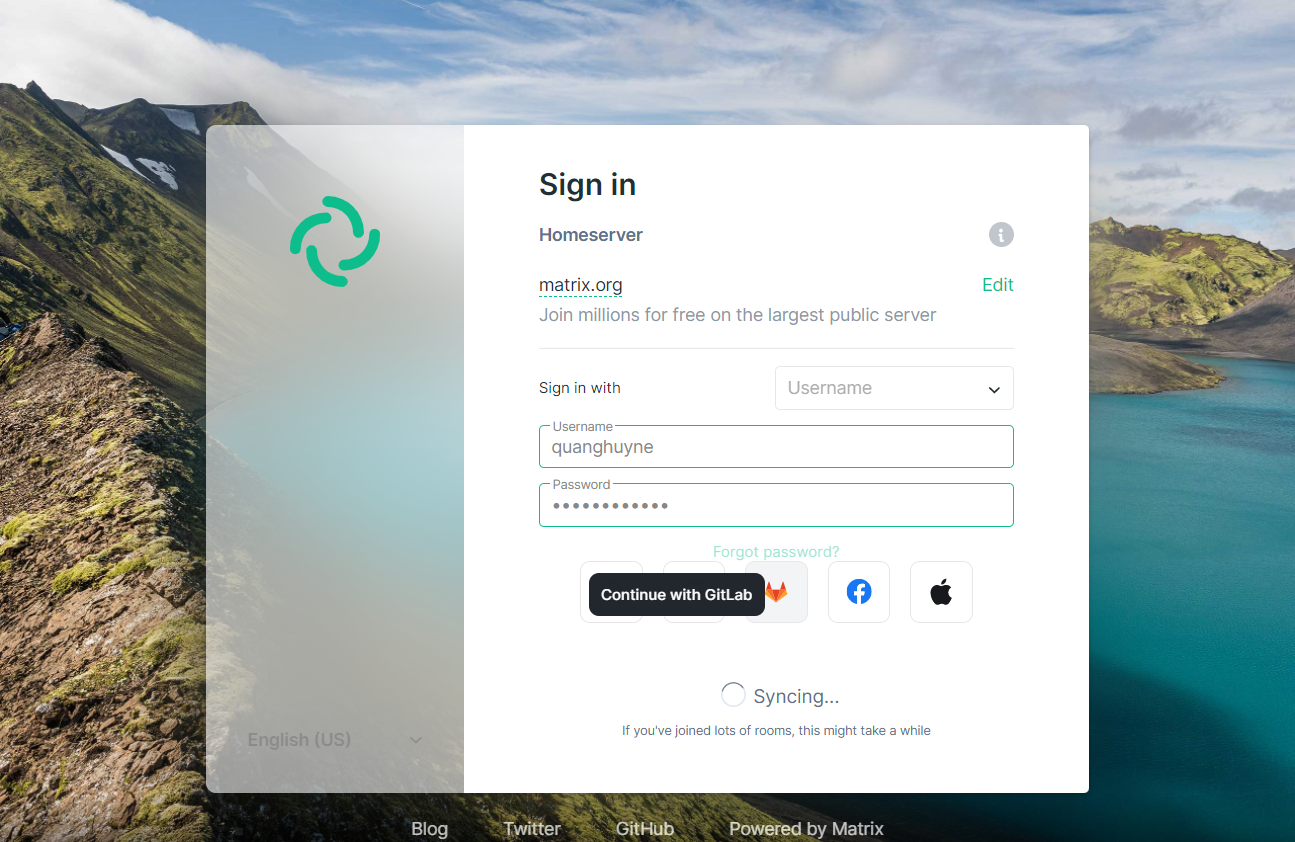 Sign in
Homeserver
matrix.org
Edit
Join millions for free on the largest public server
Sign in with
Username
Username
quanghuyne
Password
••••••••••••
Forgot password?
Continue with GitLab
Syncing...
If you've joined lots of rooms, this might take a while
English (US)
Blog
Twitter
GitHub
Powered by Matrix